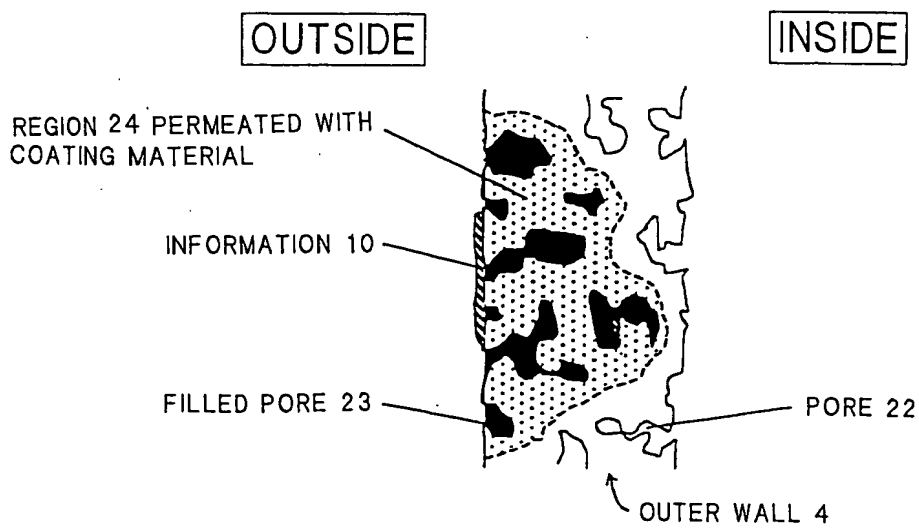 OUTSIDE
INSIDE
REGION 24 PERMEATED WITH
COATING MATERIAL
INFORMATION 10
FILLED PORE 23
PORE 22
OUTER WALL 4